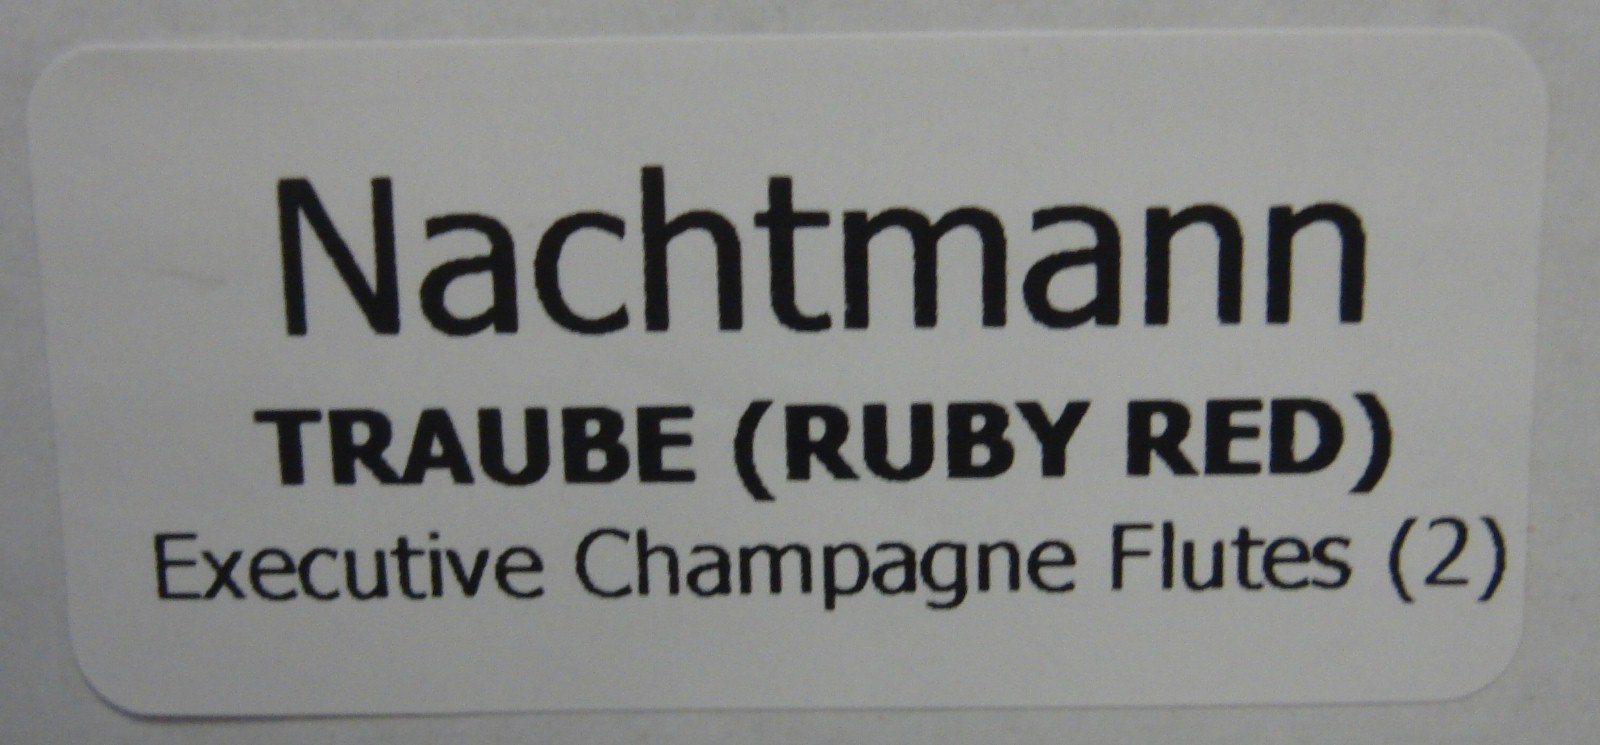 Nachtmann
TRAUBE (RUBY RED)
Executive Champagne Flutes (2)